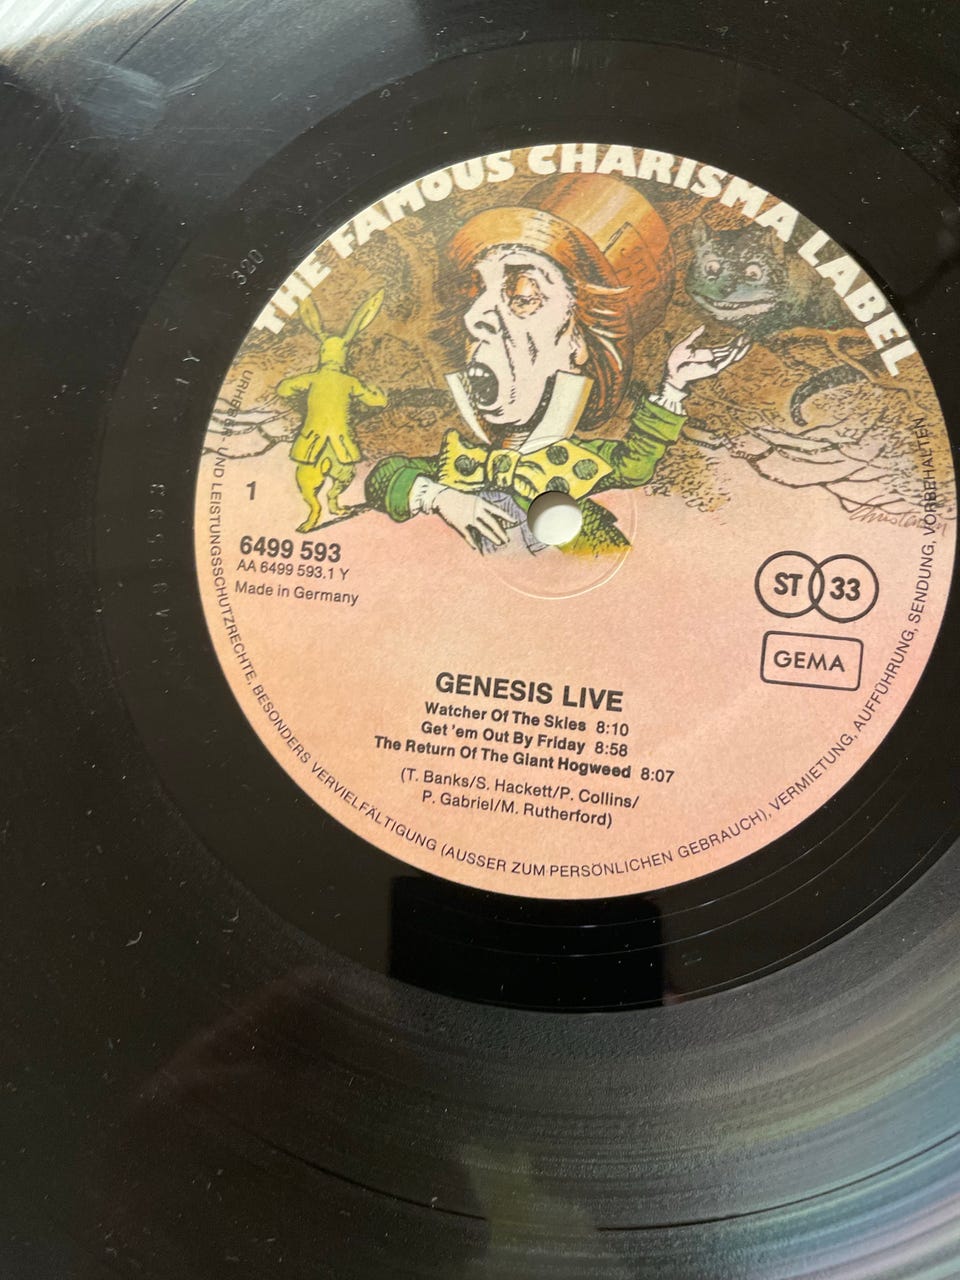 THE FAMOUS CHARISMA LABEL
320
1
6499 593
AA 6499 593.1 Y
Made in Germany
ST 33
GEMA
GENESIS LIVE
Watcher Of The Skies 8:10
Get 'em Out By Friday 8:58
The Return Of The Giant Hogweed 8:07
(T. Banks/S. Hackett/P. Collins/
P. Gabriel/M. Rutherford)
URHEBER- UND LEISTUNGSSCHUTZRECHTE, BESONDERS VERVIELFÄLTIGUNG (AUSSER ZUM PERSÖNLICHEN GEBRAUCH), VERMIETUNG, AUFFÜHRUNG, SENDUNG, VORBEHALTEN